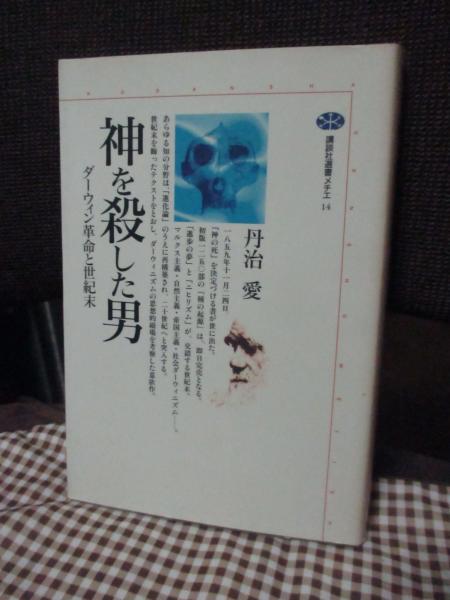 講談社選書メチエ
14
丹治 愛
一八五九年十一月二四日、
『神の死』を決定づける書が世に出た。
初版一二五〇部の『種の起源』は、即日完売となる。
「進歩の夢」と「ニヒリズム」が、交錯する世紀末。
マルクス主義・自然主義・帝国主義・社会ダーウィニズム――。
あらゆる知の分野は、「進化論」のうえに再構築され、二十世紀へと突入する。
世紀末を飾ったテクストをとおし、ダーウィニズムの思想的磁場を考察した意欲作。
神を殺した男
ダーウィン革命と世紀末